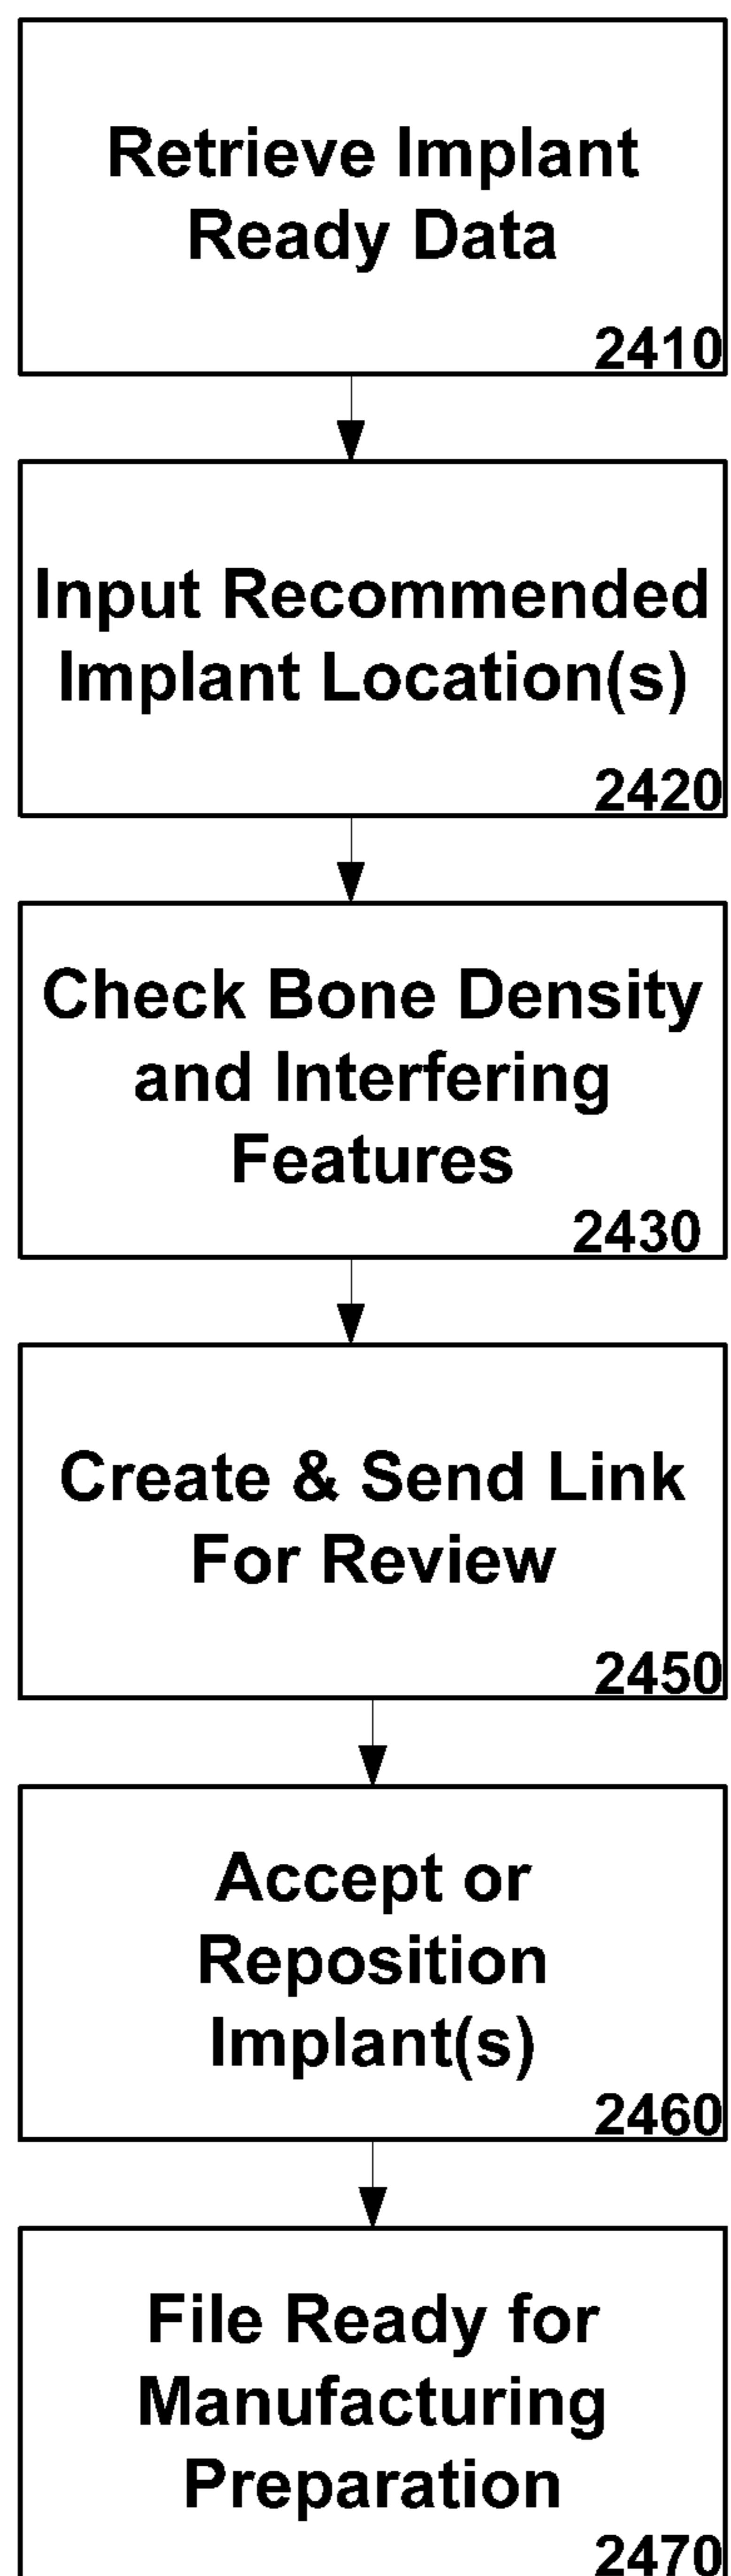 Retrieve Implant
Ready Data
2410
Input Recommended
Implant Location(s)
2420
Check Bone Density
and Interfering
Features
2430
Create & Send Link
For Review
2450
Accept or
Reposition
Implant(s)
2460
File Ready for
Manufacturing
Preparation
2470